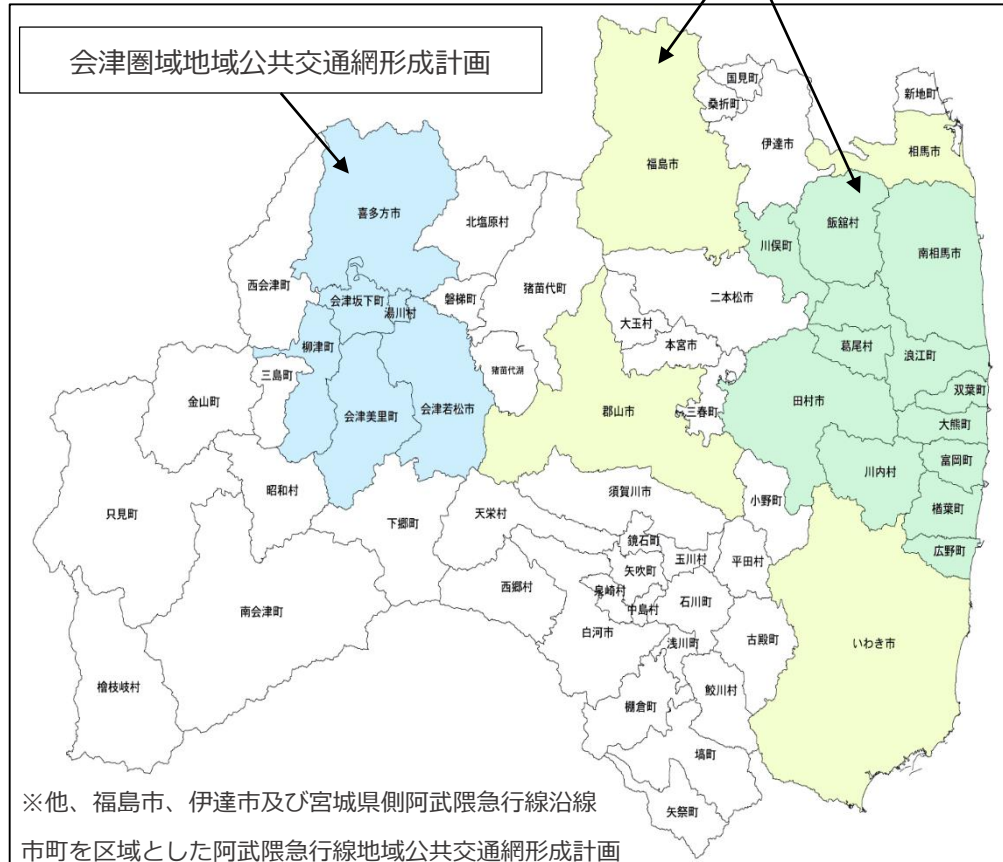 会津圏域地域公共交通網形成計画
国見町
桑折町
新地町
伊達市
相馬市
福島市
喜多方市
北塩原村
飯舘村
川俣町
南相馬市
西会津町
会津坂下町
湯川村
磐梯町
猪苗代町
二本松市
大玉村
本宮市
葛尾村
浪江町
柳津町
三島町
猪苗代湖
双葉町
金山町
会津美里町
会津若松市
郡山市
三春町
田村市
大熊町
富岡町
川内村
昭和村
須賀川市
小野町
只見町
下郷町
天栄村
楢葉町
鏡石町
玉川村
平田村
広野町
矢吹町
西郷村
泉崎村
中島村
石川町
南会津町
白河市
浅川町
古殿町
いわき市
檜枝岐村
鮫川村
棚倉町
塙町
矢祭町
※他、福島市、伊達市及び宮城県側阿武隈急行線沿線
市町を区域とした阿武隈急行線地域公共交通網形成計画